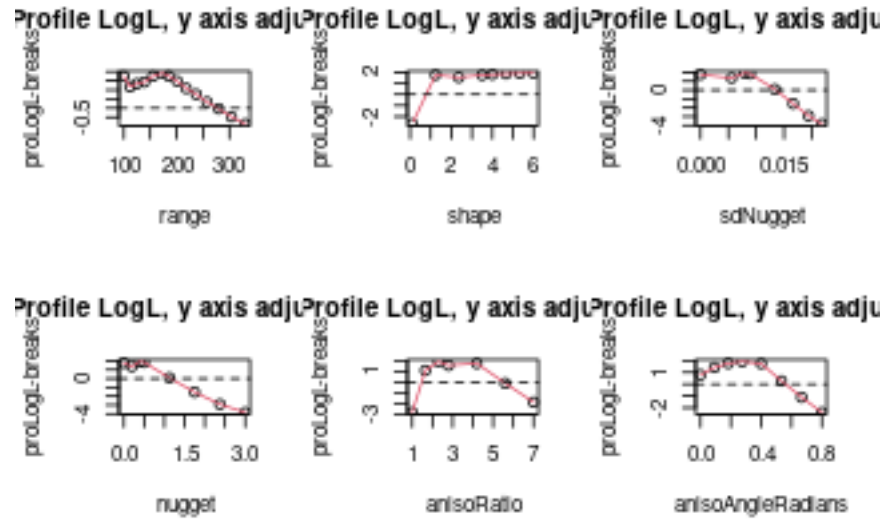 Profile LogL, y axis adju
Profile LogL, y axis adju
Profile LogL, y axis adju
proLogL-breaks
-0.5
100 200 300
range
proLogL-breaks
2
-2
0 2 4 6
shape
proLogL-breaks
0
-4
0.000 0.015
sdNugget
Profile LogL, y axis adju
Profile LogL, y axis adju
Profile LogL, y axis adju
proLogL-breaks
0
-4
0.0 1.5 3.0
nugget
proLogL-breaks
1
-3
1 3 5 7
anisoRatio
proLogL-breaks
1
-2
0.0 0.4 0.8
anisoAngleRadians